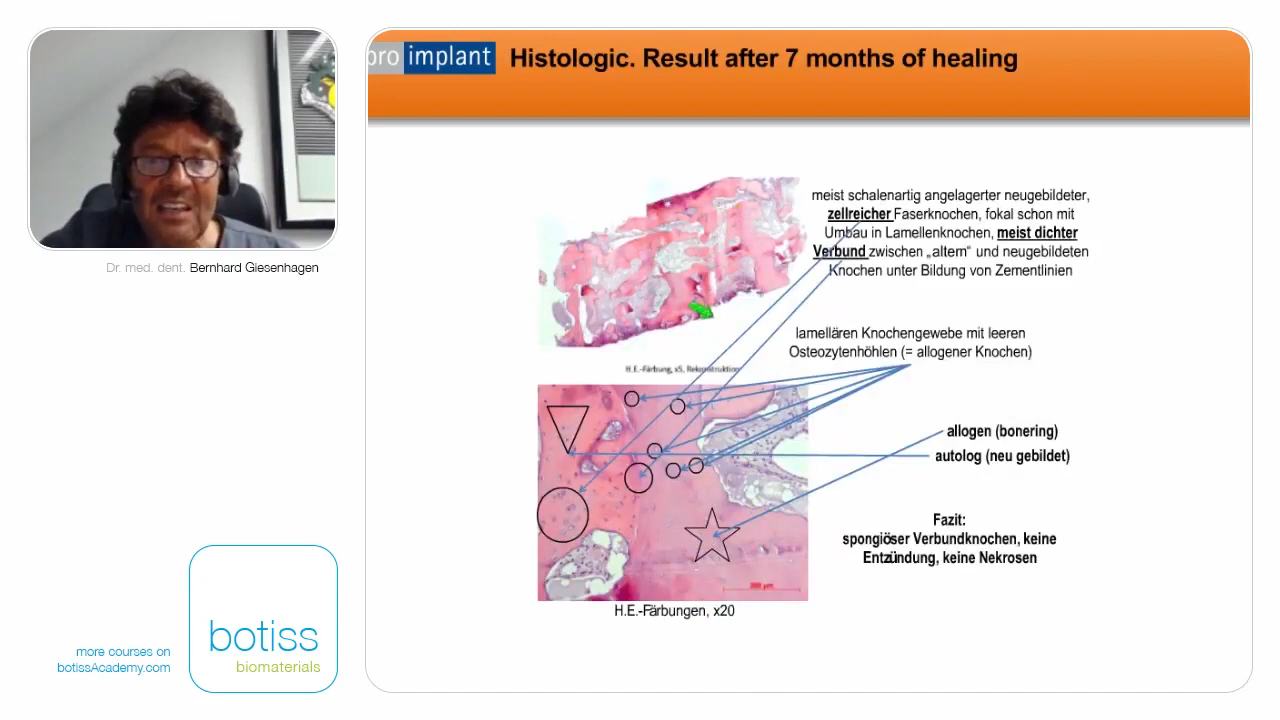 pro implant
Histologic. Result after 7 months of healing
Dr. med. dent. Bernhard Giesenhagen
meist schalenartig angelagerter neugebildeter,
zellreicher Faserknochen, fokal schon mit
Umbau in Lamellenknochen, meist dichter
Verbund zwischen „altem“ und neugebildeten
Knochen unter Bildung von Zementlinien
lamellären Knochengewebe mit leeren
Osteozytenhöhlen (= allogener Knochen)
H.E.-Färbung, x5, Rekonstruktion
allogen (bonering)
autolog (neu gebildet)
Fazit:
spongiöser Verbundknochen, keine
Entzündung, keine Nekrosen
H.E.-Färbungen, x20
more courses on
botissAcademy.com
botiss
biomaterials